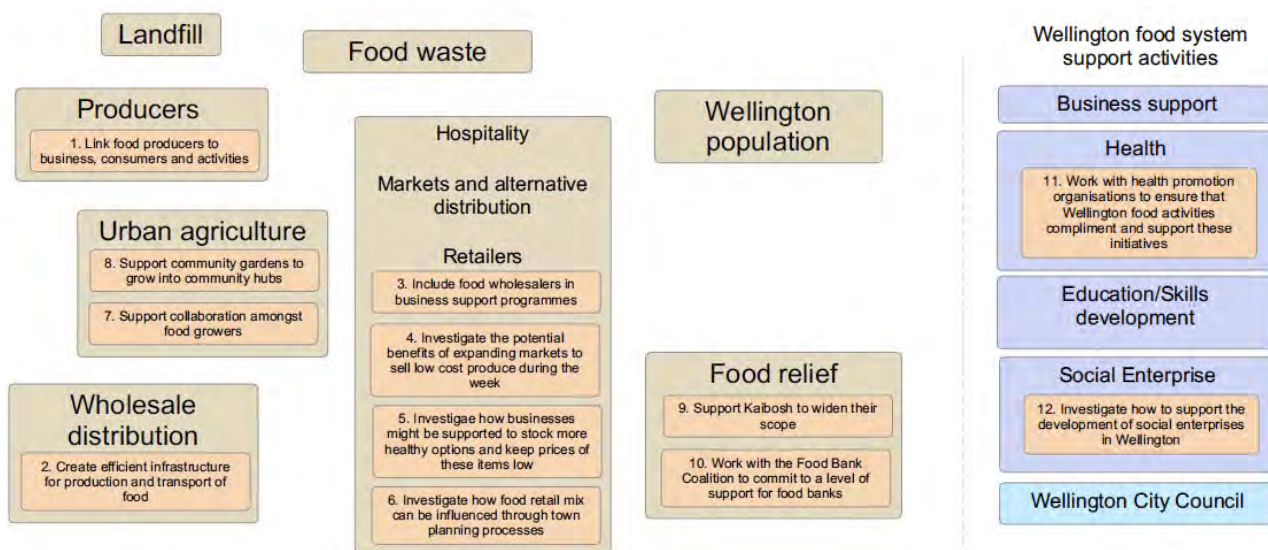 Landfill
Food waste
Producers
1. Link food producers to
business, consumers and activities
Urban agriculture
8. Support community gardens to
grow into community hubs
7. Support collaboration amongst
food growers
Wholesale
distribution
2. Create efficient infrastructure
for production and transport of
food
Hospitality
Markets and alternative
distribution
Retailers
3. Include food wholesalers in
business support programmes
4. Investigate the potential
benefits of expanding markets to
sell low cost produce during the
week
5. Investigae how businesses
might be supported to stock more
healthy options and keep prices of
these items low
6. Investigate how food retail mix
can be influenced through town
planning processes
Wellington
population
Food relief
9. Support Kaibosh to widen their
scope
10. Work with the Food Bank
Coalition to commit to a level of
support for food banks
Wellington food system
support activities
Business support
Health
11. Work with health promotion
organisations to ensure that
Wellington food activities
compliment and support these
initiatives
Education/Skills
development
Social Enterprise
12. Investigate how to support the
development of social enterprises
in Wellington
Wellington City Council